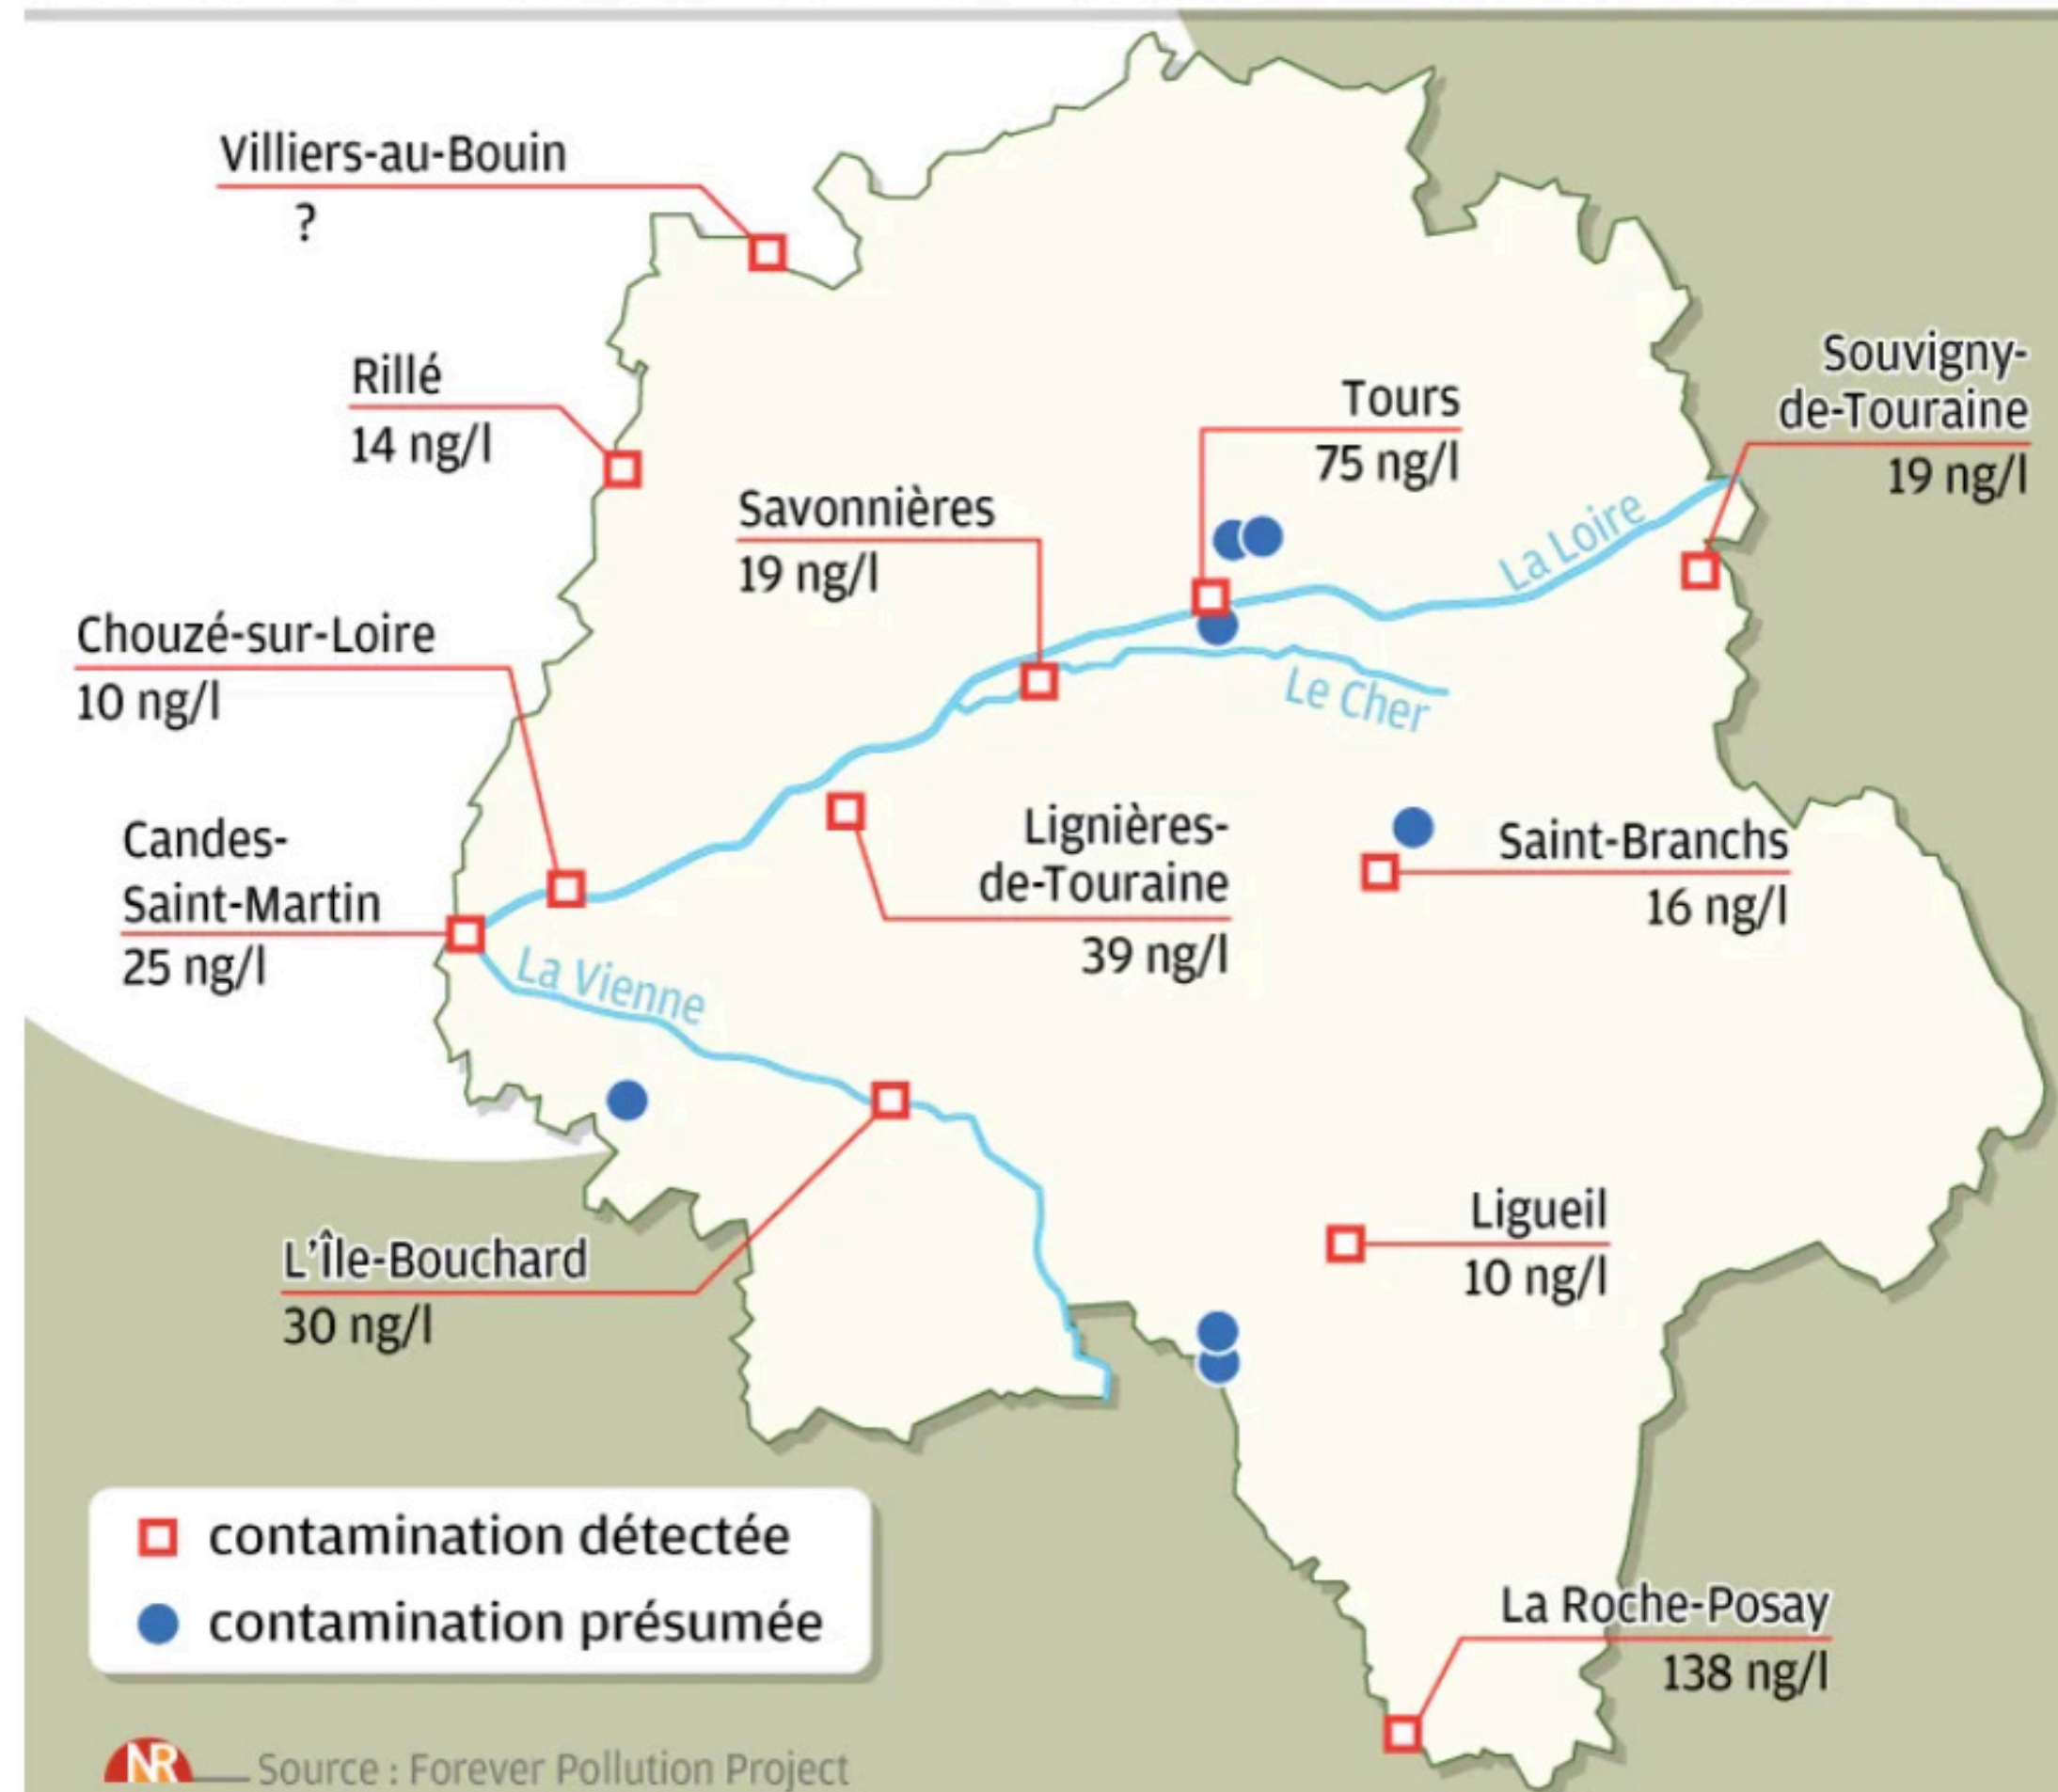 Villiers-au-Bouin
?
Rillé
14 ng/l
Souvigny-
de-Touraine
19 ng/l
Tours
75 ng/l
Savonnières
19 ng/l
La Loire
Chouzé-sur-Loire
10 ng/l
Le Cher
Candes-
Saint-Martin
25 ng/l
Lignières-
de-Touraine
39 ng/l
Saint-Branchs
16 ng/l
La Vienne
L'Île-Bouchard
30 ng/l
Ligueil
10 ng/l
contamination détectée
contamination présumée
La Roche-Posay
138 ng/l
NR
Source : Forever Pollution Project